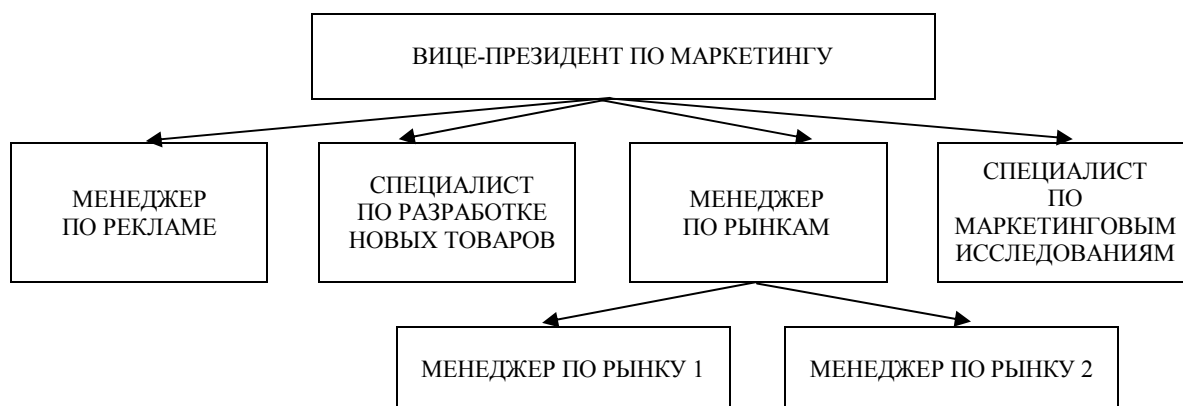 ВИЦЕ-ПРЕЗИДЕНТ ПО МАРКЕТИНГУ
МЕНЕДЖЕР
ПО РЕКЛАМЕ
СПЕЦИАЛИСТ
ПО РАЗРАБОТКЕ
НОВЫХ ТОВАРОВ
МЕНЕДЖЕР
ПО РЫНКАМ
СПЕЦИАЛИСТ
ПО
МАРКЕТИНГОВЫМ
ИССЛЕДОВАНИЯМ
МЕНЕДЖЕР ПО РЫНКУ 1
МЕНЕДЖЕР ПО РЫНКУ 2